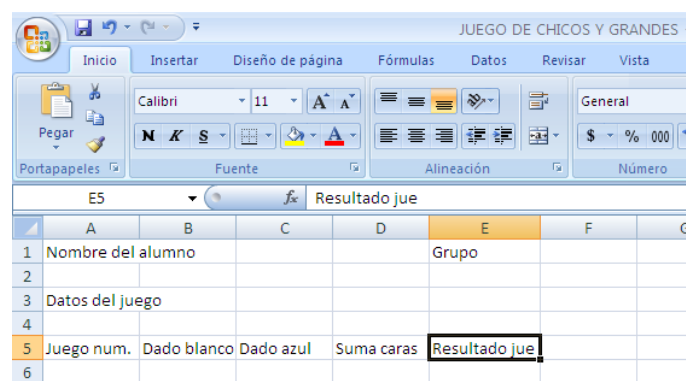 JUEGO DE CHICOS Y GRANDES
Inicio Insertar Diseño de página Fórmulas Datos Revisar Vista
Calibri 11 A A General
Pegar N K S A $ % 000
Portapapeles Fuente Alineación Número
E5 fx Resultado jue
A B C D E F
1 Nombre del alumno Grupo
2
3 Datos del juego
4
5 Juego num. Dado blanco Dado azul Suma caras Resultado jue
6